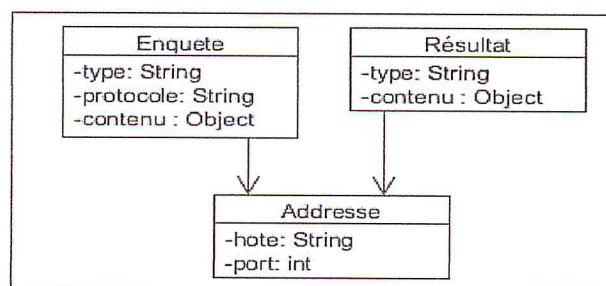 Enquete
-type: String
-protocole: String
-contenu : Object
Résultat
-type: String
-contenu: Object
Addresse
-hote: String
-port: int